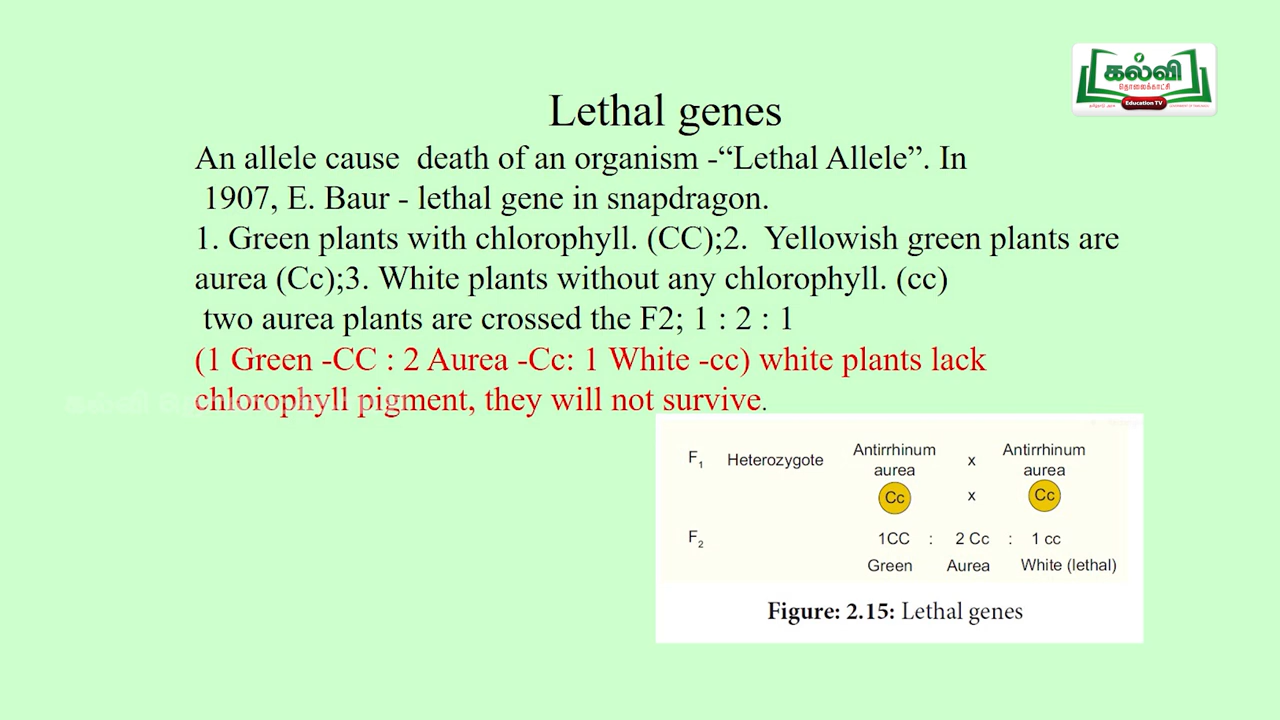 கல்வி
தொலைக்காட்சி
Education TV
Lethal genes
An allele cause death of an organism -“Lethal Allele”. In
1907, E. Baur - lethal gene in snapdragon.
1. Green plants with chlorophyll. (CC);2. Yellowish green plants are
aurea (Cc);3. White plants without any chlorophyll. (cc)
two aurea plants are crossed the F2; 1 : 2 : 1
(1 Green -CC : 2 Aurea -Cc: 1 White -cc) white plants lack
chlorophyll pigment, they will not survive.
F1 Heterozygote Antirrhinum aurea x Antirrhinum aurea
Cc x Cc
F2 1CC : 2 Cc : 1 cc
Green Aurea White (lethal)
Figure: 2.15: Lethal genes